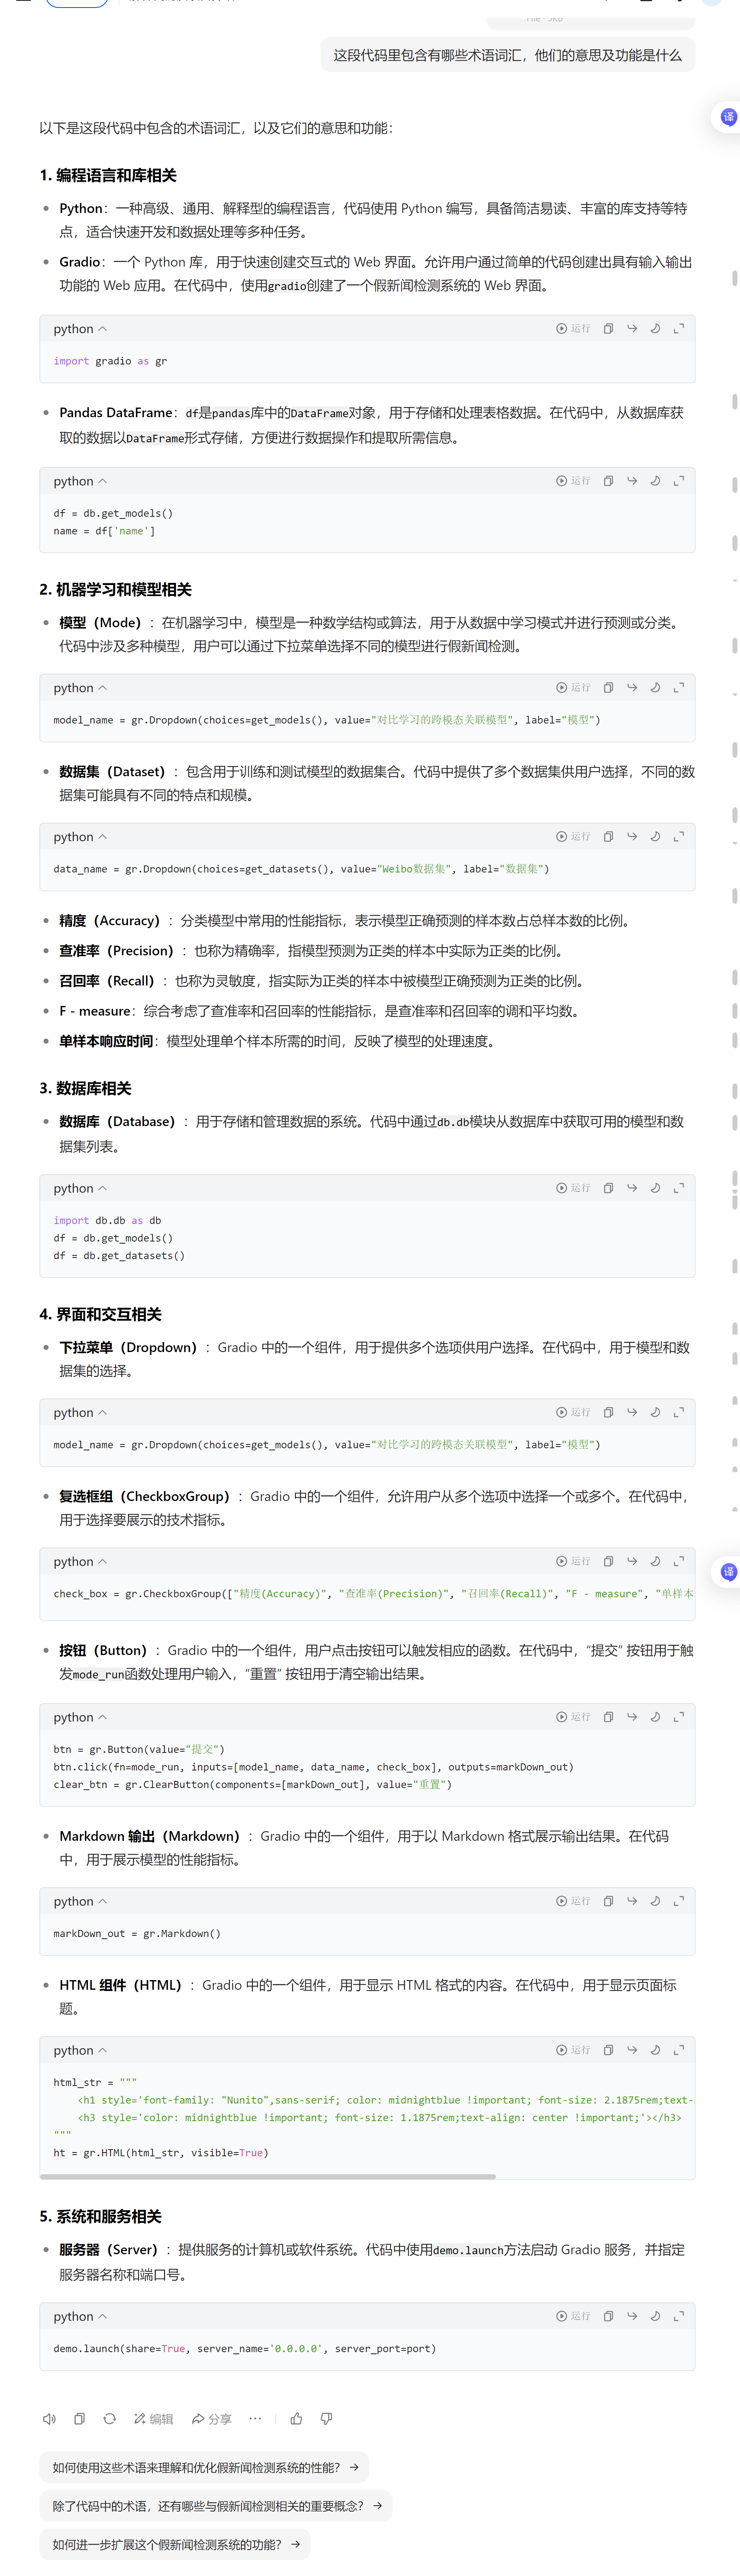 File · 5KB
这段代码里包含有哪些术语词汇，他们的意思及功能是什么
译
以下是这段代码中包含的术语词汇，以及它们的意思和功能：
1. 编程语言和库相关
Python：一种高级、通用、解释型的编程语言，代码使用 Python 编写，具备简洁易读、丰富的库支持等特
点，适合快速开发和数据处理等多种任务。
Gradio：一个 Python 库，用于快速创建交互式的 Web 界面。允许用户通过简单的代码创建出具有输入输出
功能的 Web 应用。在代码中，使用gradio创建了一个假新闻检测系统的 Web 界面。
python 运行
import gradio as gr
Pandas DataFrame：df是pandas库中的DataFrame对象，用于存储和处理表格数据。在代码中，从数据库获
取的数据以DataFrame形式存储，方便进行数据操作和提取所需信息。
python 运行
df = db.get_models()
name = df['name']
2. 机器学习和模型相关
模型（Mode）：在机器学习中，模型是一种数学结构或算法，用于从数据中学习模式并进行预测或分类。
代码中涉及多种模型，用户可以通过下拉菜单选择不同的模型进行假新闻检测。
python 运行
model_name = gr.Dropdown(choices=get_models(), value="对比学习的跨模态关联模型", label="模型")
数据集（Dataset）：包含用于训练和测试模型的数据集合。代码中提供了多个数据集供用户选择，不同的数
据集可能具有不同的特点和规模。
python 运行
data_name = gr.Dropdown(choices=get_datasets(), value="Weibo数据集", label="数据集")
精度（Accuracy）：分类模型中常用的性能指标，表示模型正确预测的样本数占总样本数的比例。
查准率（Precision）：也称为精确率，指模型预测为正类的样本中实际为正类的比例。
召回率（Recall）：也称为灵敏度，指实际为正类的样本中被模型正确预测为正类的比例。
F - measure：综合考虑了查准率和召回率的性能指标，是查准率和召回率的调和平均数。
单样本响应时间：模型处理单个样本所需的时间，反映了模型的处理速度。
3. 数据库相关
数据库（Database）：用于存储和管理数据的系统。代码中通过db.db模块从数据库中获取可用的模型和数
据集列表。
python 运行
import db.db as db
df = db.get_models()
df = db.get_datasets()
4. 界面和交互相关
下拉菜单（Dropdown）：Gradio 中的一个组件，用于提供多个选项供用户选择。在代码中，用于模型和数
据集的选择。
python 运行
model_name = gr.Dropdown(choices=get_models(), value="对比学习的跨模态关联模型", label="模型")
复选框组（CheckboxGroup）：Gradio 中的一个组件，允许用户从多个选项中选择一个或多个。在代码中，
用于选择要展示的技术指标。
python 运行
译
check_box = gr.CheckboxGroup(["精度(Accuracy)", "查准率(Precision)", "召回率(Recall)", "F - measure", "单样本
按钮（Button）：Gradio 中的一个组件，用户点击按钮可以触发相应的函数。在代码中，“提交” 按钮用于触
发mode_run函数处理用户输入，“重置” 按钮用于清空输出结果。
python 运行
btn = gr.Button(value="提交")
btn.click(fn=mode_run, inputs=[model_name, data_name, check_box], outputs=markDown_out)
clear_btn = gr.ClearButton(components=[markDown_out], value="重置")
Markdown 输出（Markdown）：Gradio 中的一个组件，用于以 Markdown 格式展示输出结果。在代码
中，用于展示模型的性能指标。
python 运行
markDown_out = gr.Markdown()
HTML 组件（HTML）：Gradio 中的一个组件，用于显示 HTML 格式的内容。在代码中，用于显示页面标
题。
python 运行
html_str = """
<h1 style='font-family: "Nunito",sans-serif; color: midnightblue !important; font-size: 2.1875rem;text-
<h3 style='color: midnightblue !important; font-size: 1.1875rem;text-align: center !important;'></h3>
"""
ht = gr.HTML(html_str, visible=True)
5. 系统和服务相关
服务器（Server）：提供服务的计算机或软件系统。代码中使用demo.launch方法启动 Gradio 服务，并指定
服务器名称和端口号。
python 运行
demo.launch(share=True, server_name='0.0.0.0', server_port=port)
编辑 分享
如何使用这些术语来理解和优化假新闻检测系统的性能？ →
除了代码中的术语，还有哪些与假新闻检测相关的重要概念？ →
如何进一步扩展这个假新闻检测系统的功能？ →